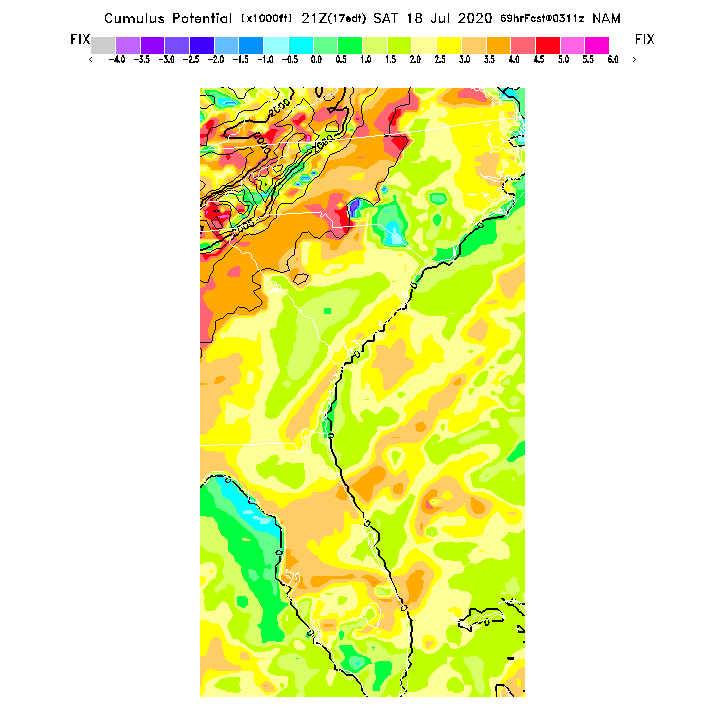 Cumulus Potential [x1000ft] 21Z(17edt) SAT 18 Jul 2020 69hrFcst@0311z NAM
FIX FIX
< -4.0 -3.5 -3.0 -2.5 -2.0 -1.5 -1.0 -0.5 0.0 0.5 1.0 1.5 2.0 2.5 3.0 3.5 4.0 4.5 5.0 5.5 6.0 >
2000
2000